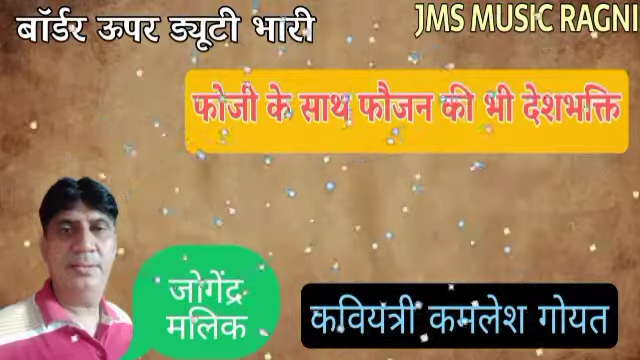 बॉर्डर ऊपर ड्यूटी भारी
JMS MUSIC RAGNI
फोजी के साथ फौजन की भी देशभक्ति
जोगेंद्र
मलिक
कवियत्री कमलेश गोयत